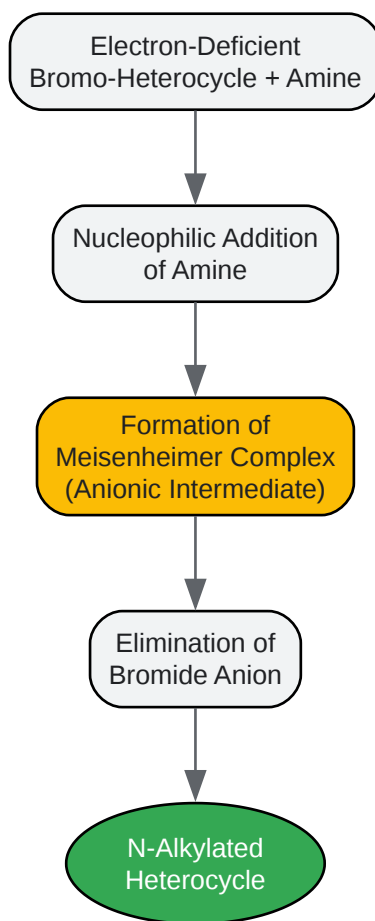 Electron-Deficient
Bromo-Heterocycle + Amine
Nucleophilic Addition
of Amine
Formation of
Meisenheimer Complex
(Anionic Intermediate)
Elimination of
Bromide Anion
N-Alkylated
Heterocycle